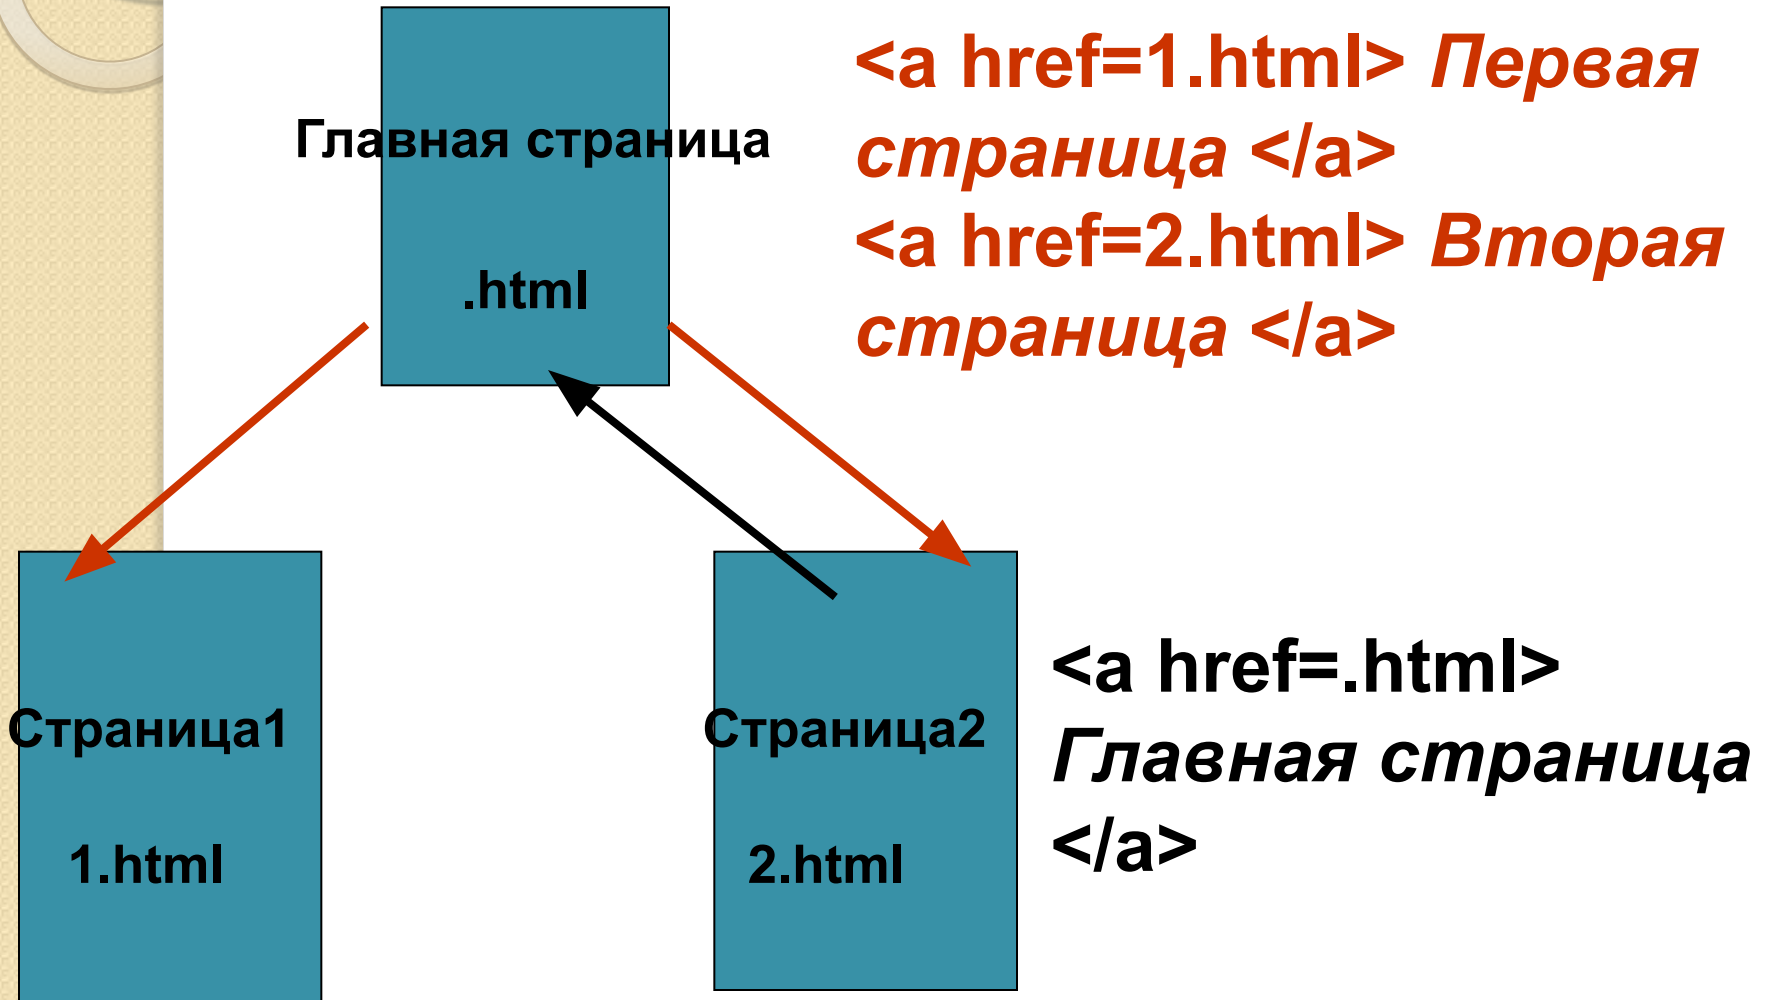 Главная страница
.html
<a href=1.html> Первая
страница </a>
<a href=2.html> Вторая
страница </a>
Страница1
1.html
Страница2
2.html
<a href=.html>
Главная страница
</a>